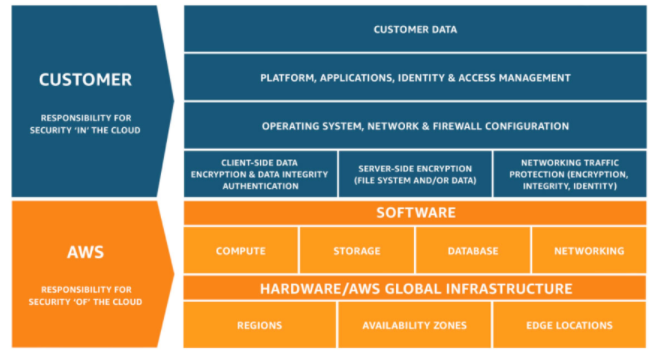 CUSTOMER
RESPONSIBILITY FOR
SECURITY ‘IN’ THE CLOUD
CUSTOMER DATA
PLATFORM, APPLICATIONS, IDENTITY & ACCESS MANAGEMENT
OPERATING SYSTEM, NETWORK & FIREWALL CONFIGURATION
CLIENT-SIDE DATA
ENCRYPTION & DATA INTEGRITY
AUTHENTICATION
SERVER-SIDE ENCRYPTION
(FILE SYSTEM AND/OR DATA)
NETWORKING TRAFFIC
PROTECTION (ENCRYPTION,
INTEGRITY, IDENTITY)
AWS
RESPONSIBILITY FOR
SECURITY ‘OF’ THE CLOUD
SOFTWARE
COMPUTE
STORAGE
DATABASE
NETWORKING
HARDWARE/AWS GLOBAL INFRASTRUCTURE
REGIONS
AVAILABILITY ZONES
EDGE LOCATIONS